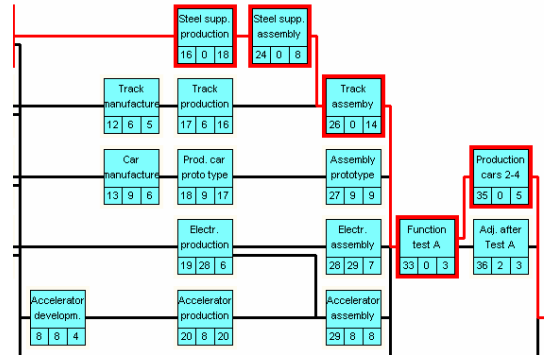 Steel supp.
production
16 0 18
Steel supp.
assembly
24 0 8
Track
manufacture
12 6 5
Track
production
17 6 16
Track
assemby
26 0 14
Car
manufacture
13 9 6
Prod. car
proto type
18 9 17
Assembly
prototype
27 9 9
Production
cars 2-4
35 0 5
Electr.
production
19 28 6
Electr.
assembly
28 29 7
Function
test A
33 0 3
Adj. after
Test A
36 2 3
Accelerator
developm.
8 8 4
Accelerator
production
20 8 20
Accelerator
assembly
29 8 8